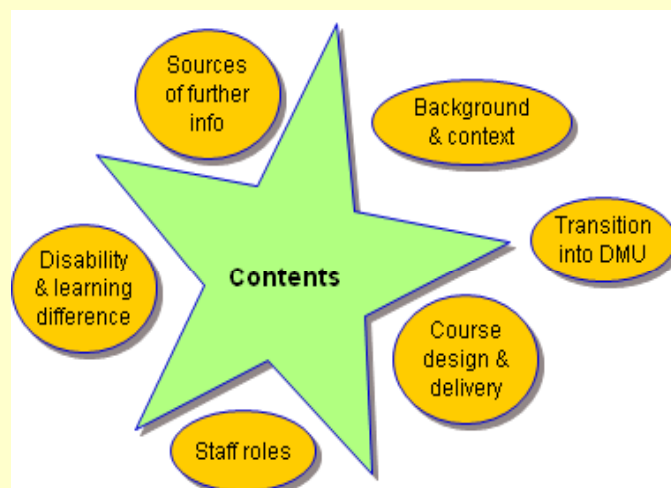 Sources
of further
info
Background
& context
Transition
into DMU
Contents
Disability
& learning
difference
Course
design &
delivery
Staff roles